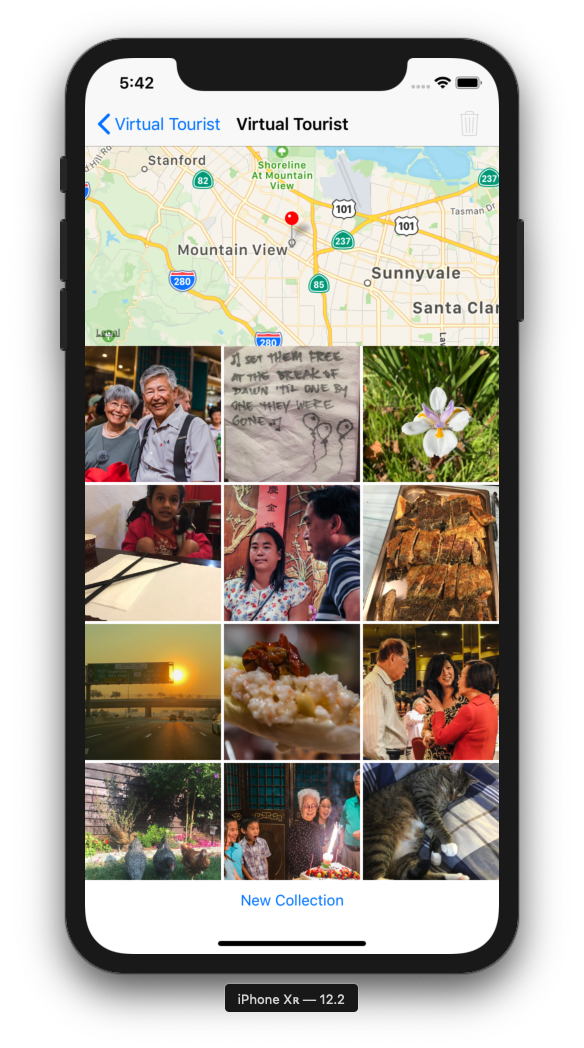 5:42
Virtual Tourist
Virtual Tourist
Stanford
Shoreline
At Mountain
View
82
237
101
Tasman Dr
101
237
Mountain View
280
Sunnyvale
85
Santa Clar
Legal
280
SET THEM FREE
AT THE BREAK OF
DAWN 'TIL ONE BY
ONE THEY WERE
GONE
慶
金
New Collection
iPhone Xʀ — 12.2